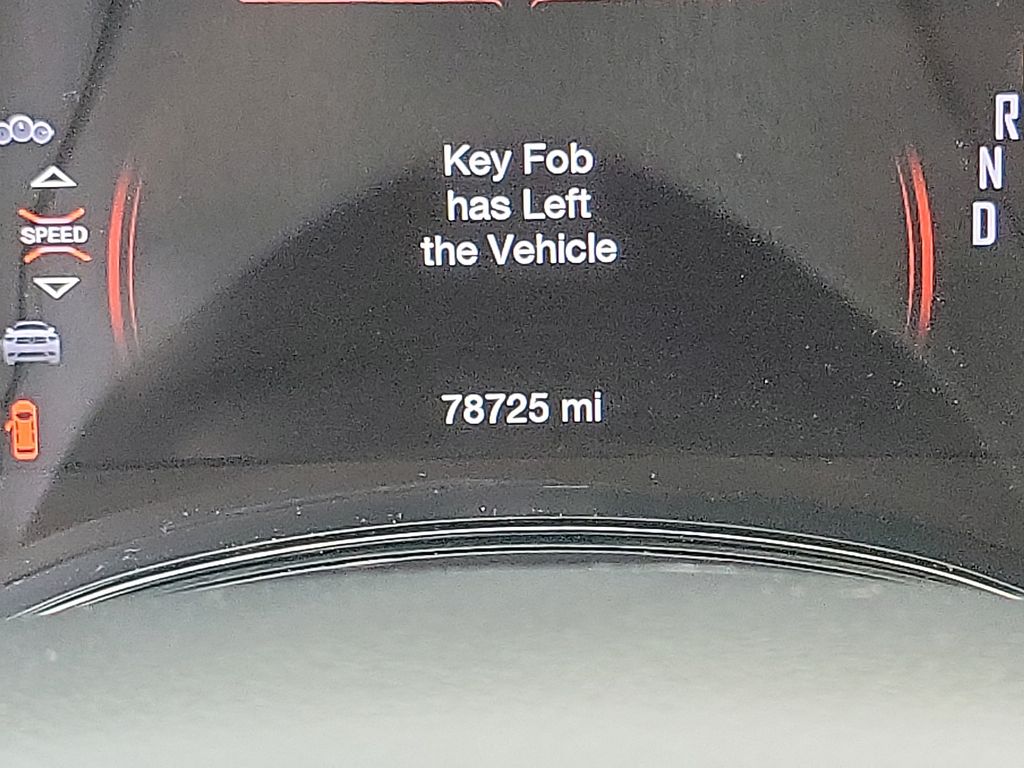 Key Fob
has Left
the Vehicle
SPEED
78725 mi
R
N
D